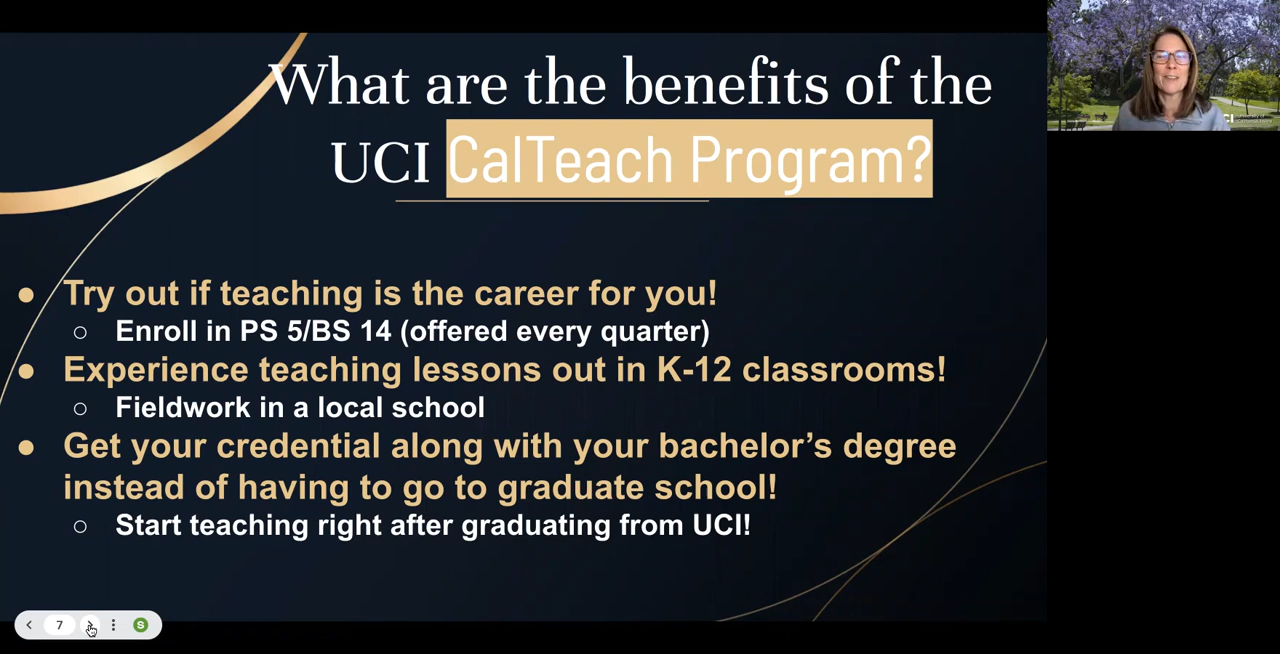 What are the benefits of the
UCI CalTeach Program?
● Try out if teaching is the career for you!
○ Enroll in PS 5/BS 14 (offered every quarter)
● Experience teaching lessons out in K-12 classrooms!
○ Fieldwork in a local school
● Get your credential along with your bachelor’s degree
instead of having to go to graduate school!
○ Start teaching right after graduating from UCI!
7
S